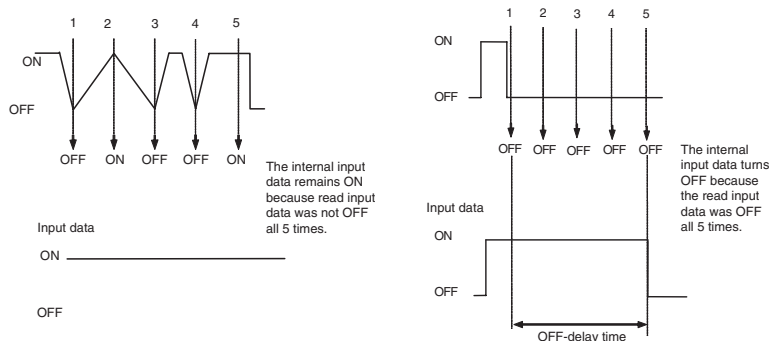 1 2 3 4 5
ON
OFF
OFF ON OFF OFF ON
The internal input
data remains ON
because read input
data was not OFF
all 5 times.
Input data
ON
OFF
1 2 3 4 5
ON
OFF
OFF OFF OFF OFF OFF
The internal
input data turns
OFF because
the read input
data was OFF
all 5 times.
Input data
ON
OFF
OFF-delay time